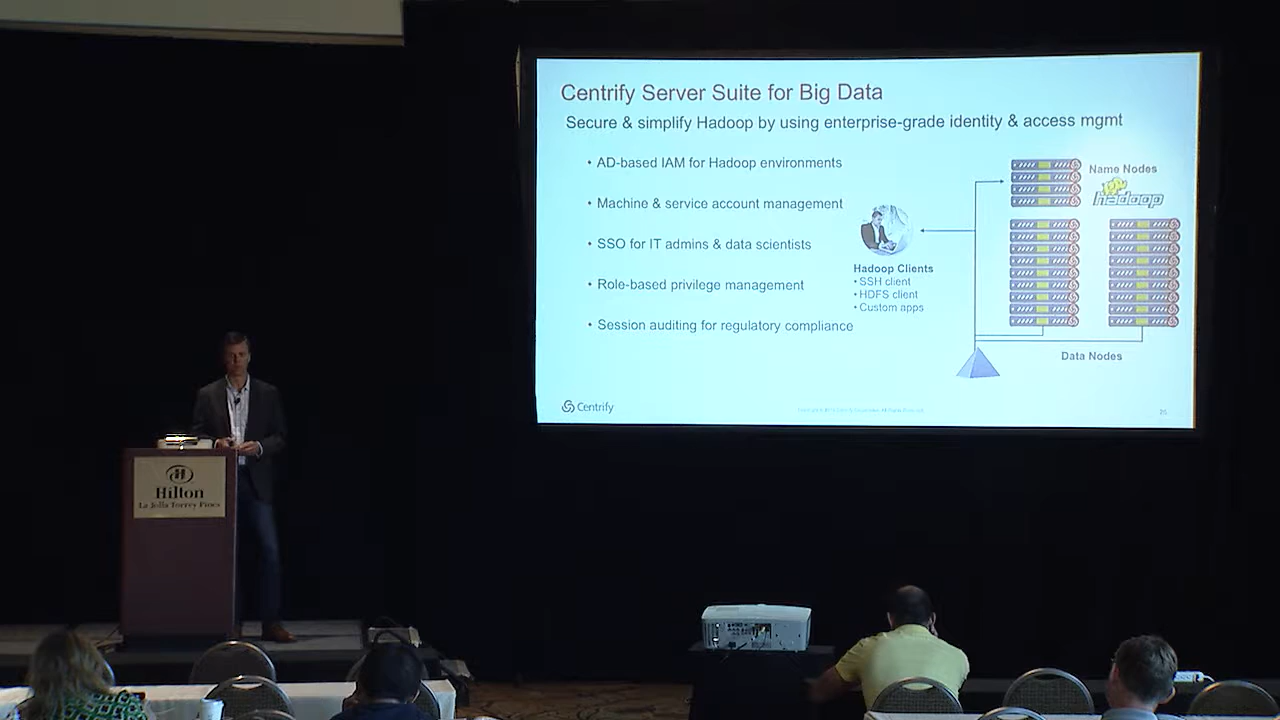 Centrify Server Suite for Big Data
Secure & simplify Hadoop by using enterprise-grade identity & access mgmt
• AD-based IAM for Hadoop environments
• Machine & service account management
• SSO for IT admins & data scientists
• Role-based privilege management
• Session auditing for regulatory compliance
Hadoop Clients
• SSH client
• HDFS client
• Custom apps
Name Nodes
hadoop
Data Nodes
Centrify
Hilton
La Jolla Torrey Pines